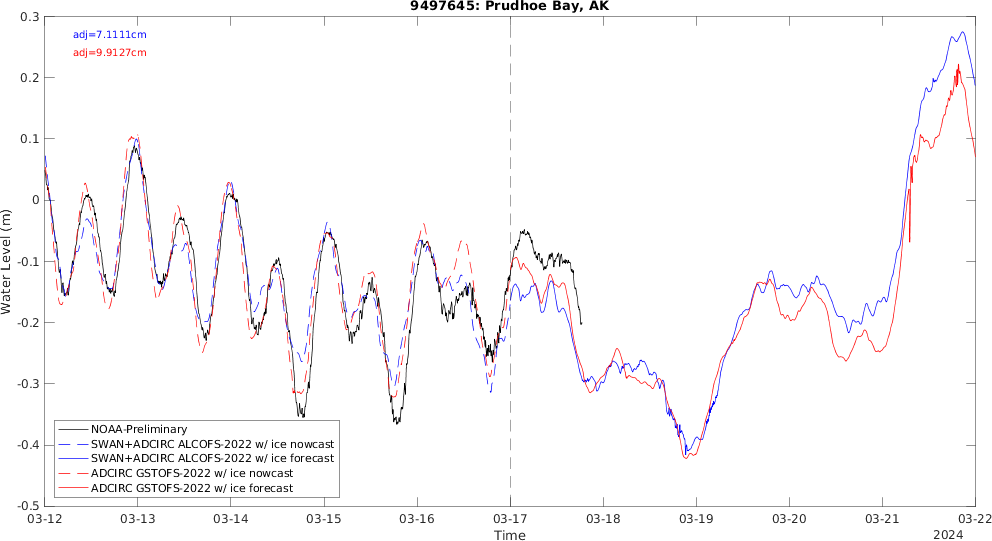 9497645: Prudhoe Bay, AK
adj=7.1111cm
adj=9.9127cm
0.3
0.2
0.1
0
-0.1
-0.2
-0.3
-0.4
-0.5
Water Level (m)
NOAA-Preliminary
SWAN+ADCIRC ALCOFS-2022 w/ ice nowcast
SWAN+ADCIRC ALCOFS-2022 w/ ice forecast
ADCIRC GSTOFS-2022 w/ ice nowcast
ADCIRC GSTOFS-2022 w/ ice forecast
03-12 03-13 03-14 03-15 03-16 03-17 03-18 03-19 03-20 03-21 03-22
Time
2024